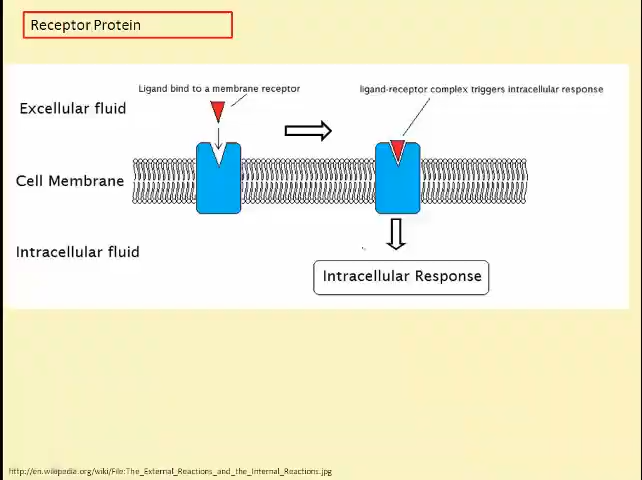 Receptor Protein
Ligand bind to a membrane receptor
ligand-receptor complex triggers intracellular response
Excellular fluid
Cell Membrane
Intracellular fluid
Intracellular Response
http://en.wikipedia.org/wiki/File:The_External_Reactions_and_the_Internal_Reactions.jpg